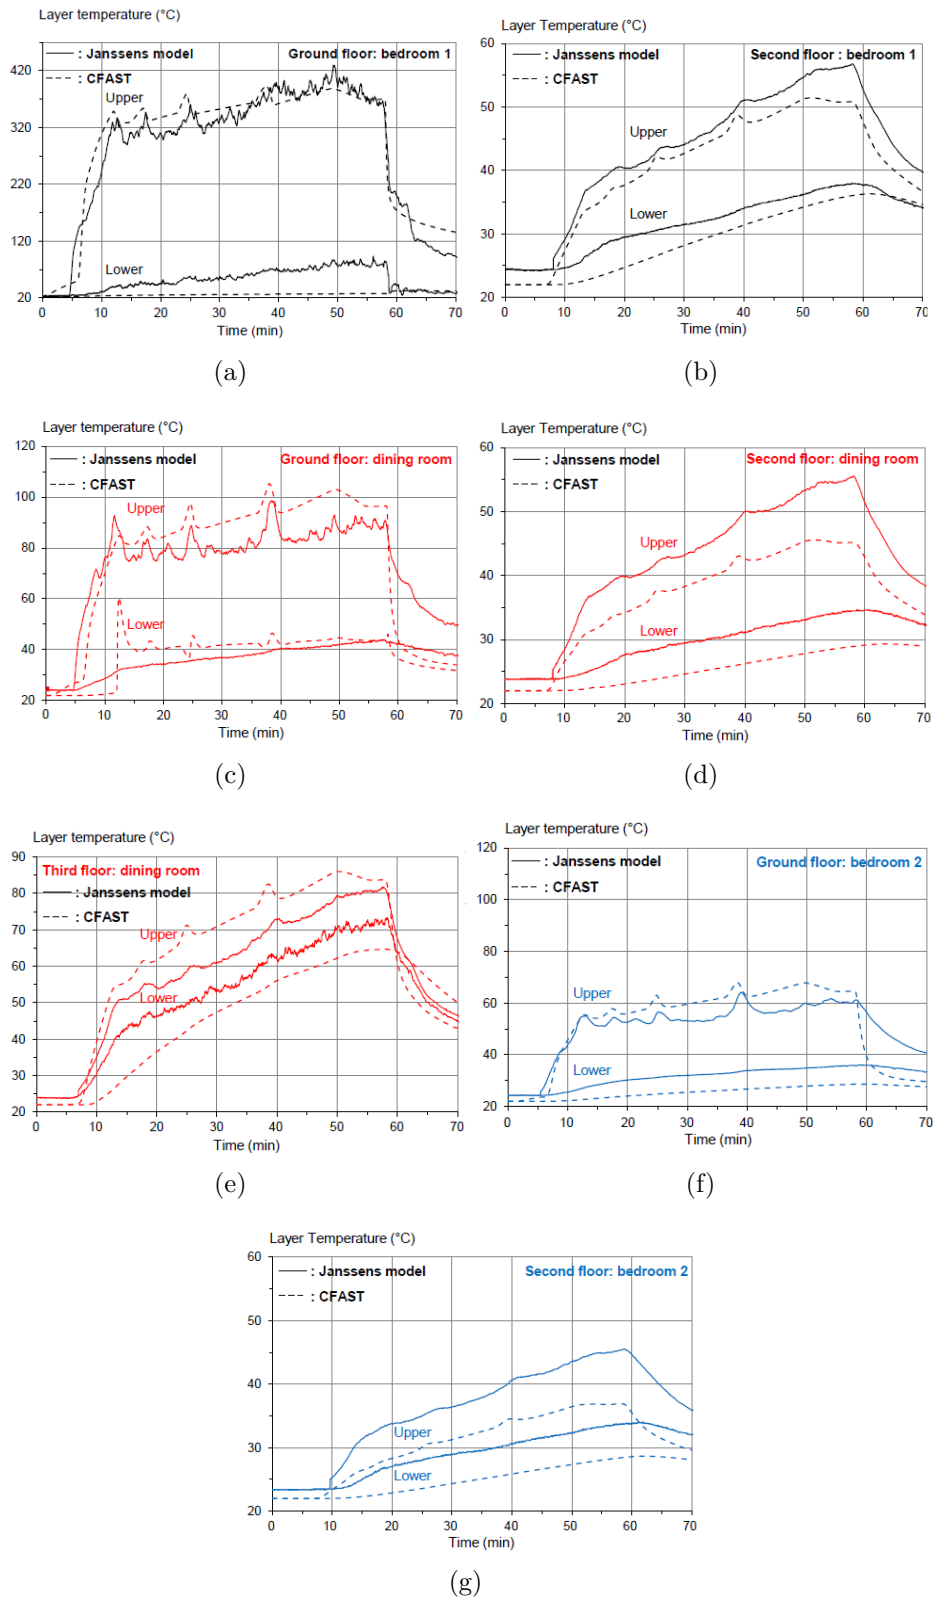 Layer temperature (°C)
: Janssens model
Ground floor: bedroom 1
: CFAST
Upper
Lower
420
320
220
120
20
0 10 20 30 40 50 60 70
Time (min)
(a)
Layer Temperature (°C)
: Janssens model
Second floor : bedroom 1
: CFAST
Upper
Lower
60
50
40
30
20
0 10 20 30 40 50 60 70
Time (min)
(b)
Layer temperature (°C)
: Janssens model
Ground floor: dining room
: CFAST
Upper
Lower
120
100
80
60
40
20
0 10 20 30 40 50 60 70
Time (min)
(c)
Layer Temperature (°C)
: Janssens model
Second floor: dining room
: CFAST
Upper
Lower
60
50
40
30
20
0 10 20 30 40 50 60 70
Time (min)
(d)
Layer temperature (°C)
Third floor: dining room
: Janssens model
: CFAST
Upper
Lower
90
80
70
60
50
40
30
20
0 10 20 30 40 50 60 70
Time (min)
(e)
Layer temperature (°C)
: Janssens model
Ground floor: bedroom 2
: CFAST
Upper
Lower
120
100
80
60
40
20
0 10 20 30 40 50 60 70
Time (min)
(f)
Layer Temperature (°C)
: Janssens model
Second floor: bedroom 2
: CFAST
Upper
Lower
60
50
40
30
20
0 10 20 30 40 50 60 70
Time (min)
(g)